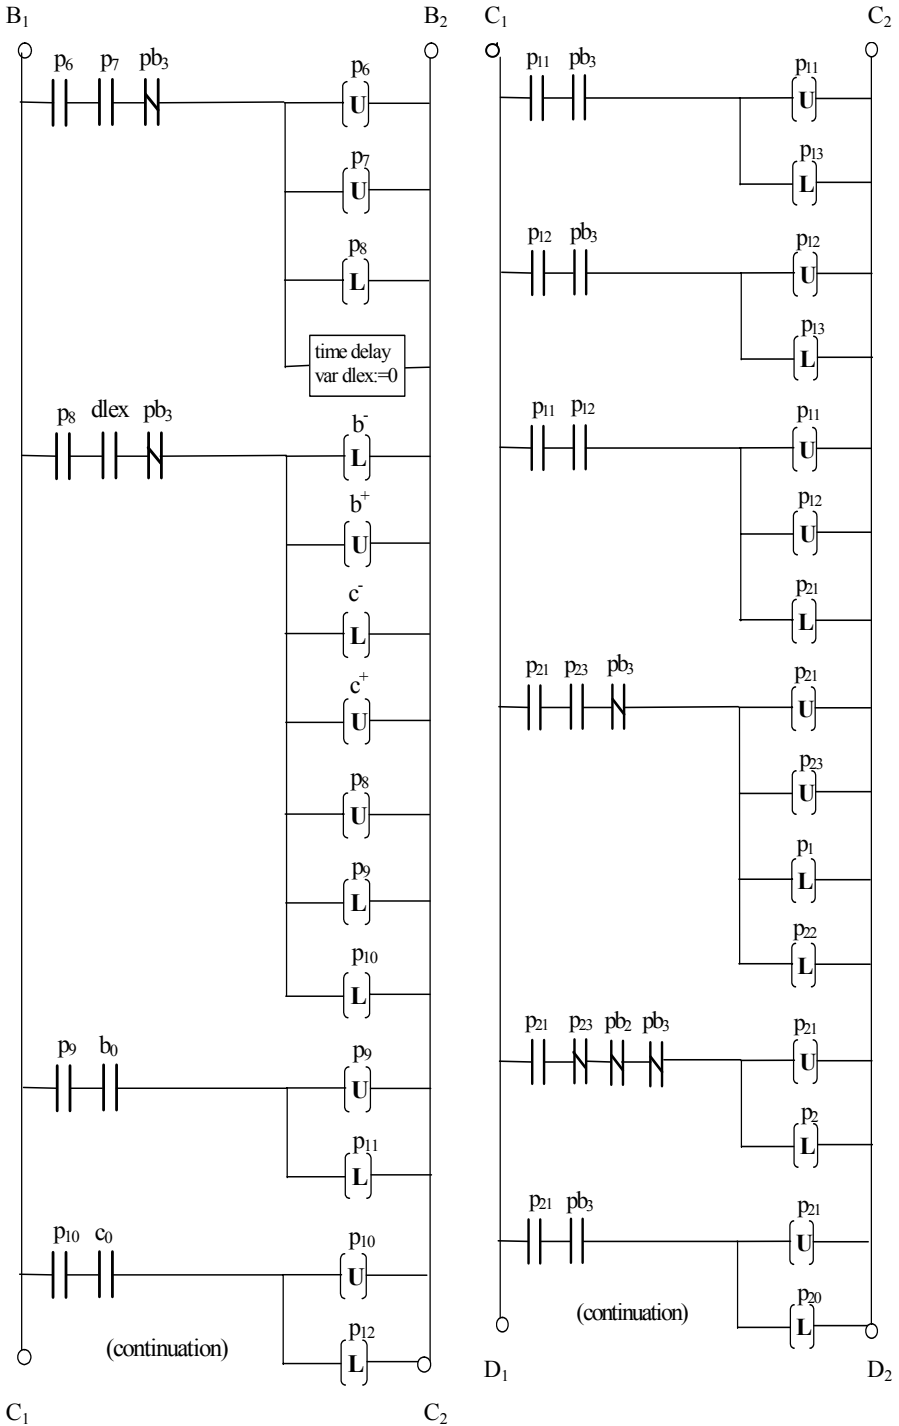 B₁ B₂
p₆ p₇ pb₃ p₆
U
p₇
U
p₈
L
time delay
var dlex:=0
p₈ dlex pb₃ b⁻
L
b⁺
U
c⁻
L
c⁺
U
p₈
U
p₉
L
p₁₀
L
p₉ b₀ p₉
U
p₁₁
L
p₁₀ c₀ p₁₀
U
p₁₂
L
(continuation)
C₁ C₂
C₁ C₂
p₁₁ pb₃ p₁₁
U
p₁₃
L
p₁₂ pb₃ p₁₂
U
p₁₃
L
p₁₁ p₁₂ p₁₁
U
p₁₂
U
p₂₁
L
p₂₁ p₂₃ pb₃ p₂₁
U
p₂₃
U
p₁
L
p₂₂
L
p₂₁ p₂₃ pb₂ pb₃ p₂₁
U
p₂
L
p₂₁ pb₃ p₂₁
U
p₂₀
L
(continuation)
D₁ D₂